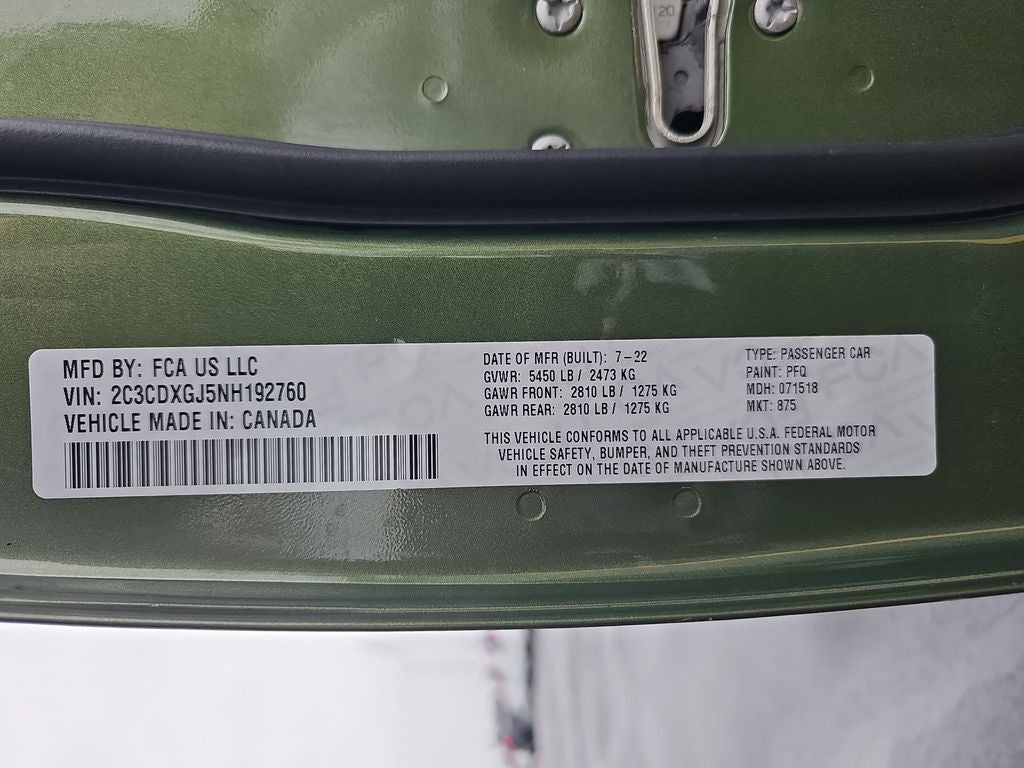 20
MFD BY: FCA US LLC
VIN: 2C3CDXGJ5NH192760
VEHICLE MADE IN: CANADA
DATE OF MFR (BUILT): 7-22
GVWR: 5450 LB / 2473 KG
GAWR FRONT: 2810 LB / 1275 KG
GAWR REAR: 2810 LB / 1275 KG
TYPE: PASSENGER CAR
PAINT: PFQ
MDH: 071518
MKT: 875
THIS VEHICLE CONFORMS TO ALL APPLICABLE U.S.A. FEDERAL MOTOR
VEHICLE SAFETY, BUMPER, AND THEFT PREVENTION STANDARDS
IN EFFECT ON THE DATE OF MANUFACTURE SHOWN ABOVE.